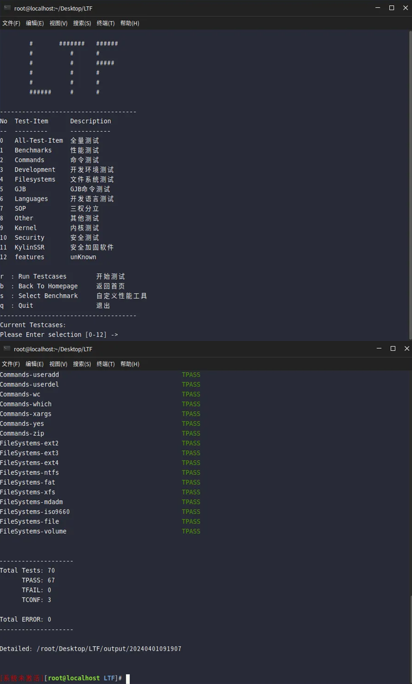 root@localhost:~/Desktop/LTF
文件(F) 编辑(E) 视图(V) 搜索(S) 终端(T) 帮助(H)
# ####### ######
# # #
# # #####
# # #
# # #
###### # #
-------------------------------------
No Test-Item Description
-- --------- -----------
0 All-Test-Item 全量测试
1 Benchmarks 性能测试
2 Commands 命令测试
3 Development 开发环境测试
4 Filesystems 文件系统测试
5 GJB GJB命令测试
6 Languages 开发语言测试
7 SOP 三权分立
8 Other 其他测试
9 Kernel 内核测试
10 Security 安全测试
11 KylinSSR 安全加固软件
12 features unKnown
r : Run Testcases 开始测试
b : Back To Homepage 返回首页
s : Select Benchmark 自定义性能工具
q : Quit 退出
-------------------------------------
Current Testcases:
Please Enter selection [0-12] ->
root@localhost:~/Desktop/LTF
文件(F) 编辑(E) 视图(V) 搜索(S) 终端(T) 帮助(H)
Commands-useradd TPASS
Commands-userdel TPASS
Commands-wc TPASS
Commands-which TPASS
Commands-xargs TPASS
Commands-yes TPASS
Commands-zip TPASS
FileSystems-ext2 TPASS
FileSystems-ext3 TPASS
FileSystems-ext4 TPASS
FileSystems-ntfs TPASS
FileSystems-fat TPASS
FileSystems-xfs TPASS
FileSystems-mdadm TPASS
FileSystems-iso9660 TPASS
FileSystems-file TPASS
FileSystems-volume TPASS
--------------------
Total Tests: 70
TPASS: 67
TFAIL: 0
TCONF: 3
Total ERROR: 0
--------------------
Detailed: /root/Desktop/LTF/output/20240401091907
[root@localhost LTF]#